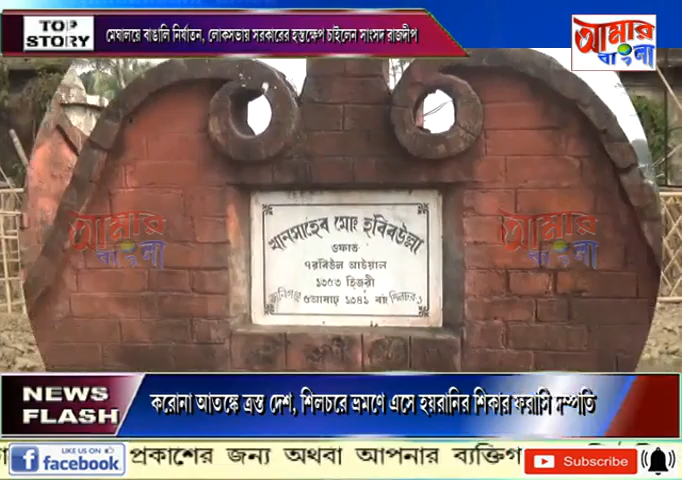 TOP STORY
মেঘালয়ে বাঙালি নির্যাতন, লোকসভায় সরকারের হস্তক্ষেপ চাইলেন সাংসদ রাজদীপ
আমার বাংলা
খানসাহেব মোঃ হবিবউল্লা
ওফাত
৭রবিউল আউয়াল
১৩৫৩ হিজরী
৫আষাঢ় ১৩৪১ বাং
আমার বাংলা
আমার বাংলা
NEWS FLASH
করোনা আতঙ্কে ত্রস্ত দেশ, শিলচরে ভ্রমণে এসে হয়রানির শিকার ফরাসি দম্পতি
LIKE US ON
facebook
প্রকাশের জন্য অথবা আপনার ব্যক্তিগ
Subscribe